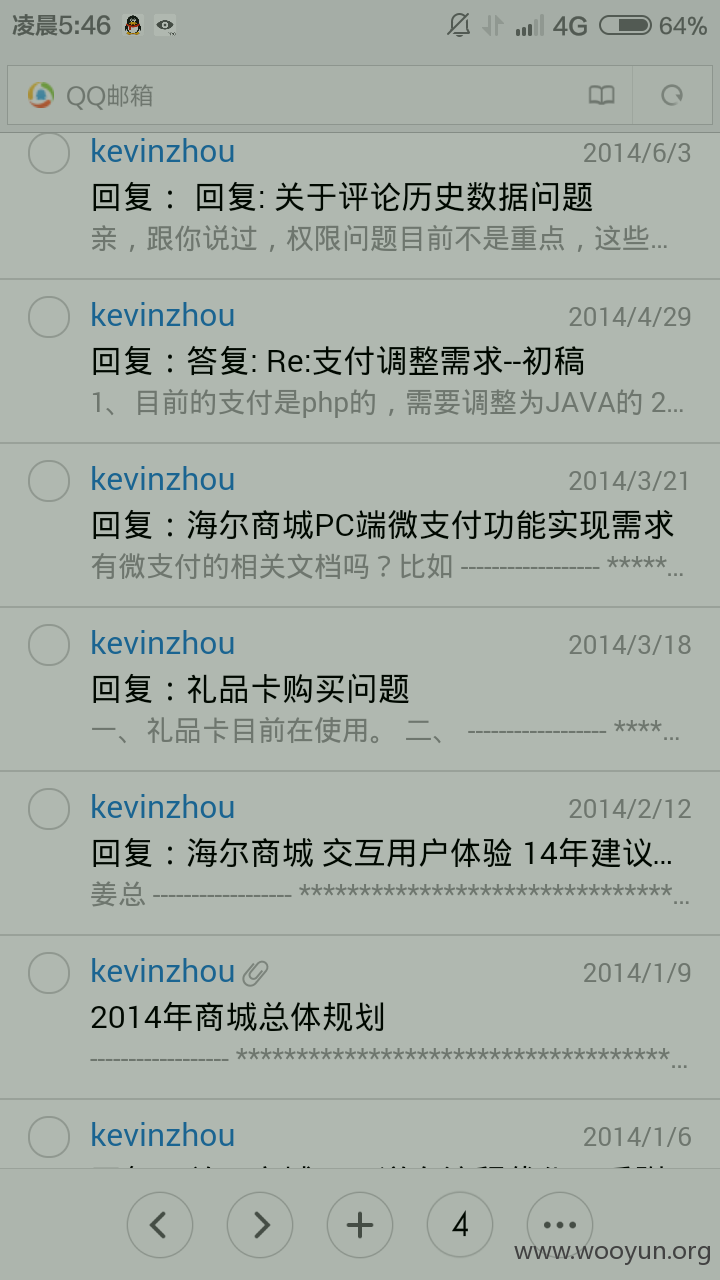 凌晨5:46 4G 64%
QQ邮箱
kevinzhou 2014/6/3
回复： 回复: 关于评论历史数据问题
亲，跟你说过，权限问题目前不是重点，这些...
kevinzhou 2014/4/29
回复：答复: Re:支付调整需求--初稿
1、目前的支付是php的，需要调整为JAVA的 2...
kevinzhou 2014/3/21
回复：海尔商城PC端微支付功能实现需求
有微支付的相关文档吗？比如 ------------------ *****...
kevinzhou 2014/3/18
回复：礼品卡购买问题
一、礼品卡目前在使用。 二、 ------------------ ****...
kevinzhou 2014/2/12
回复：海尔商城 交互用户体验 14年建议...
姜总 ------------------ *******************************...
kevinzhou 2014/1/9
2014年商城总体规划
------------------ ************************************...
kevinzhou 2014/1/6
4
www.wooyun.org